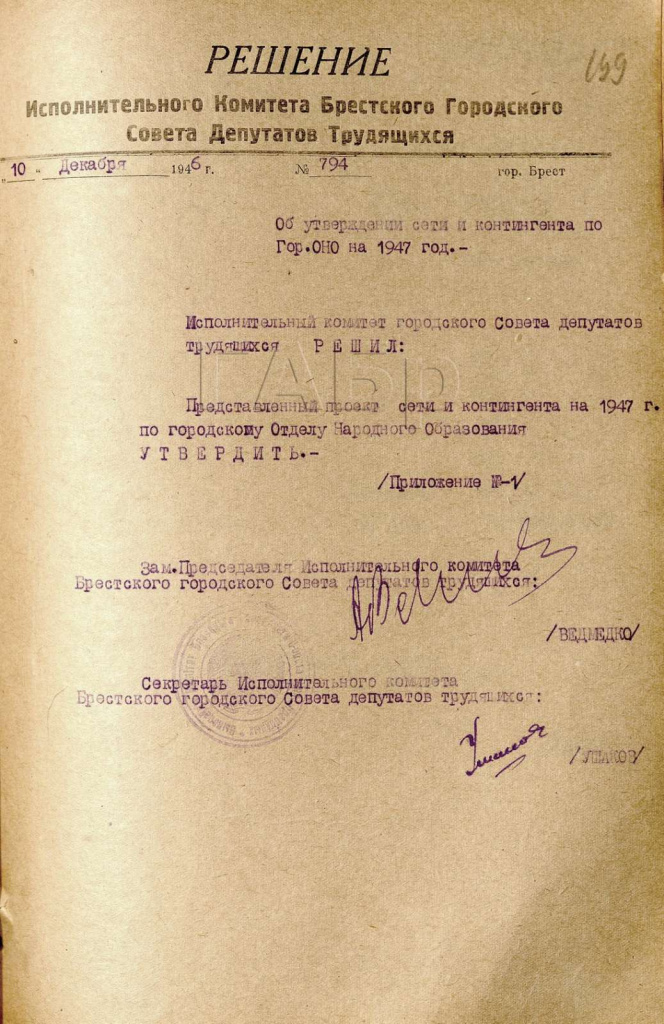 РЕШЕНИЕ
199
Исполнительного Комитета Брестского Городского
Совета Депутатов Трудящихся
„10“ Декабря 1946 г. № 794 гор. Брест
Об утверждении сети и контингента по
Гор.ОНО на 1947 год.-
Исполнительный комитет городского Совета депутатов
трудящихся Р Е Ш И Л:
ГАБр
Представленный проект сети и контингента на 1947 г.
по городскому Отделу Народного Образования
У Т В Е Р Д И Т Ь.-
/Приложение №-1/
Зам.Председателя Исполнительного комитета
Брестского городского Совета депутатов трудящихся:
/ВЕДМЕДКО/
Секретарь Исполнительного комитета
Брестского городского Совета депутатов трудящихся:
Ушаков
/УШАКОВ/